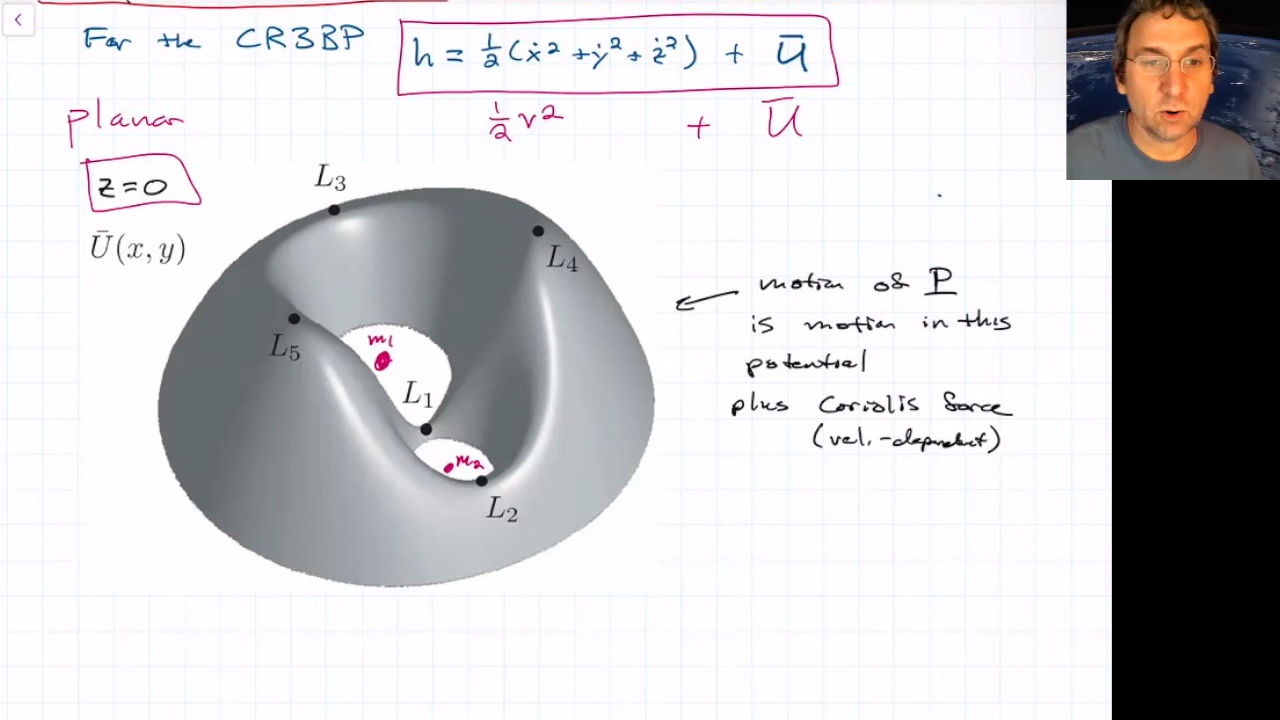 For the CR3BP
h = ½(ẋ² + ẏ² + ż²) + Ū
planar
½v² + Ū
z=0
Ū(x, y)
L₃
L₄
L₅
m₁
L₁
m₂
L₂
motion of P
is motion in this
potential
plus Coriolis force
(vel.-dependent)